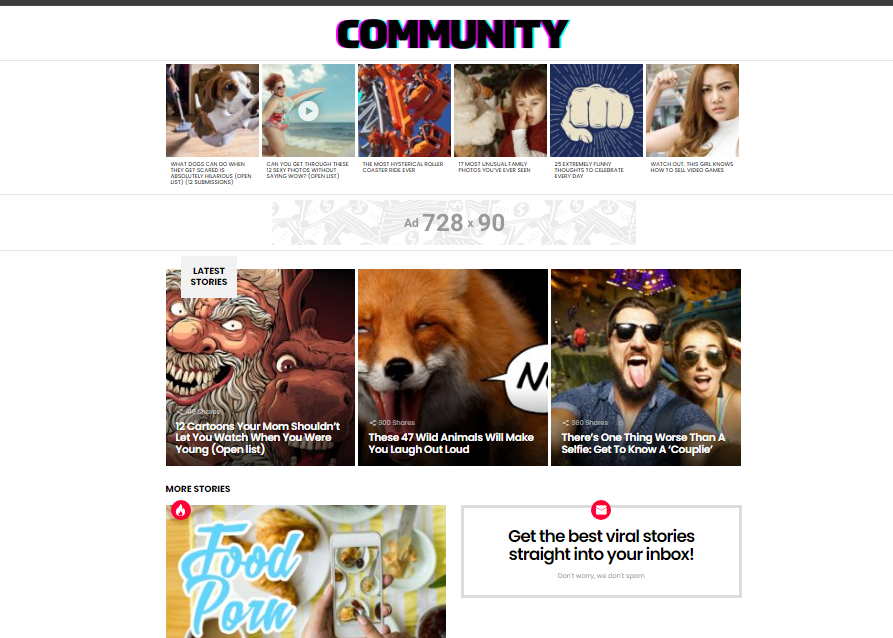 COMMUNITY
WHAT DOGS CAN DO WHEN
THEY GET SCARED IS
ABSOLUTELY HILARIOUS (OPEN
LIST) (12 SUBMISSIONS)
CAN YOU GET THROUGH THESE
12 SEXY PHOTOS WITHOUT
SAYING WOW? (OPEN LIST)
THE MOST HYSTERICAL ROLLER
COASTER RIDE EVER
17 MOST UNUSUAL FAMILY
PHOTOS YOU'VE EVER SEEN
25 EXTREMELY FUNNY
THOUGHTS TO CELEBRATE
EVERY DAY
WATCH OUT. THIS GIRL KNOWS
HOW TO SELL VIDEO GAMES
Ad 728 x 90
LATEST
STORIES
Shares
12 Cartoons Your Mom Shouldn't
Let You Watch When You Were
Young (Open list)
300 Shares
These 47 Wild Animals Will Make
You Laugh Out Loud
360 Shares
There's One Thing Worse Than A
Selfie: Get To Know A 'Couplie'
MORE STORIES
Food
Porn
Get the best viral stories
straight into your inbox!
Don't worry, we don't spam